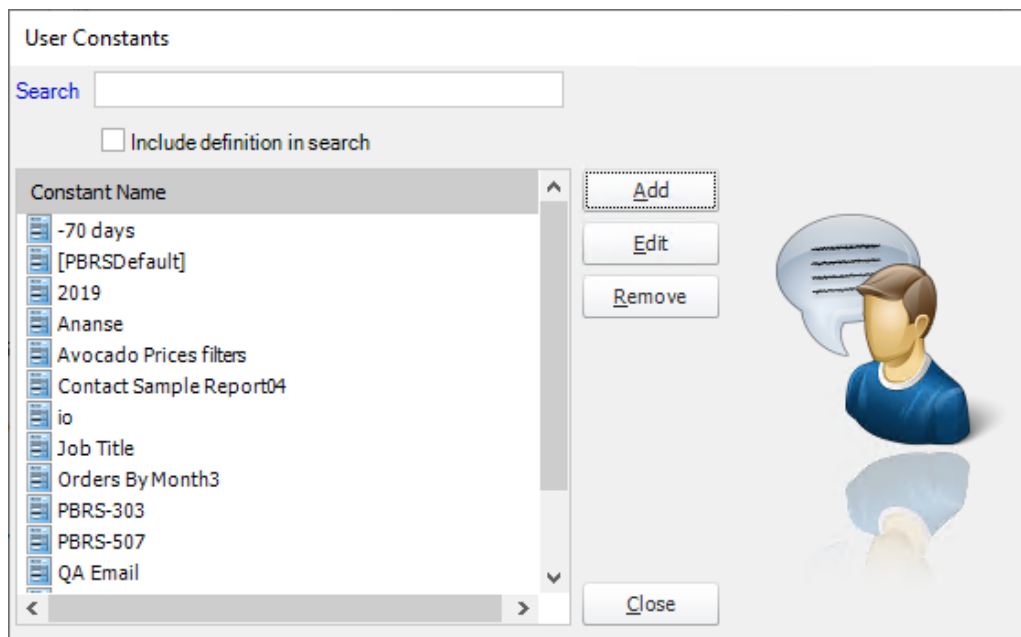 User Constants
Search
Include definition in search
Constant Name
Add
-70 days
Edit
[PBRSDefault]
2019
Remove
Ananse
Avocado Prices filters
Contact Sample Report04
io
Job Title
Orders By Month3
PBRS-303
PBRS-507
QA Email
Close